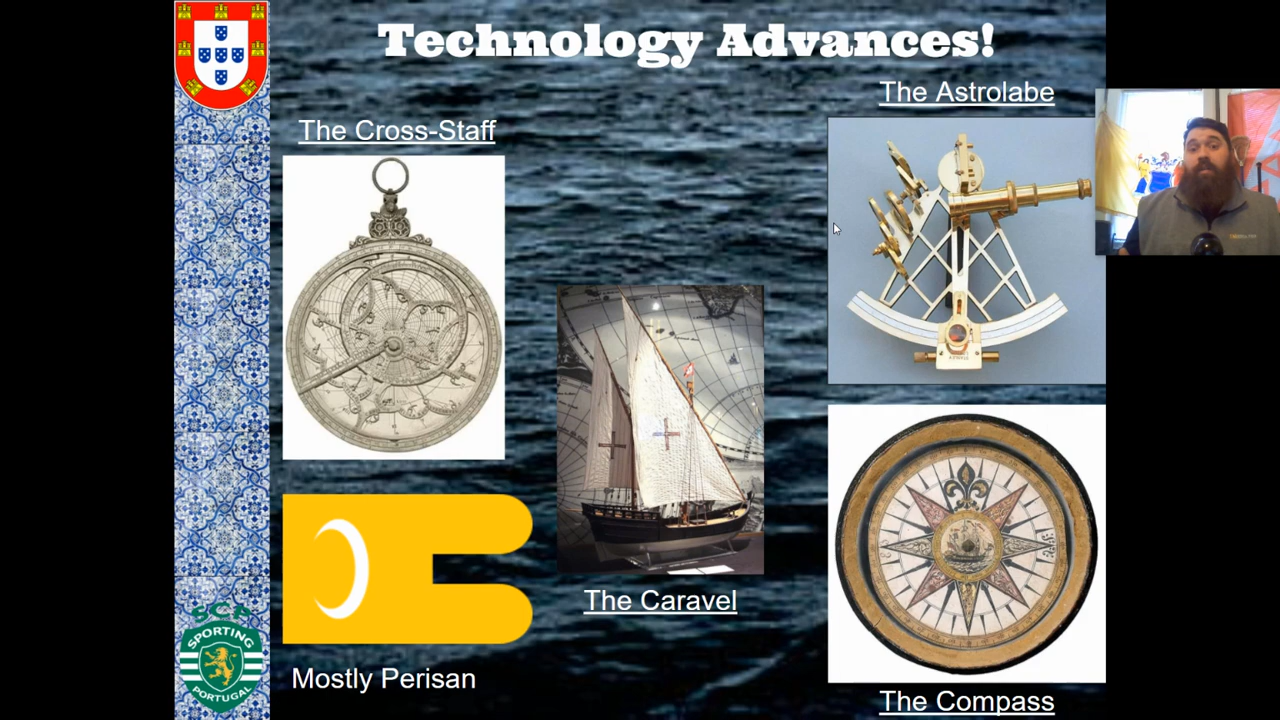 Technology Advances!
The Astrolabe
The Cross-Staff
The Caravel
SCP
SPORTING
PORTUGAL
Mostly Perisan
The Compass